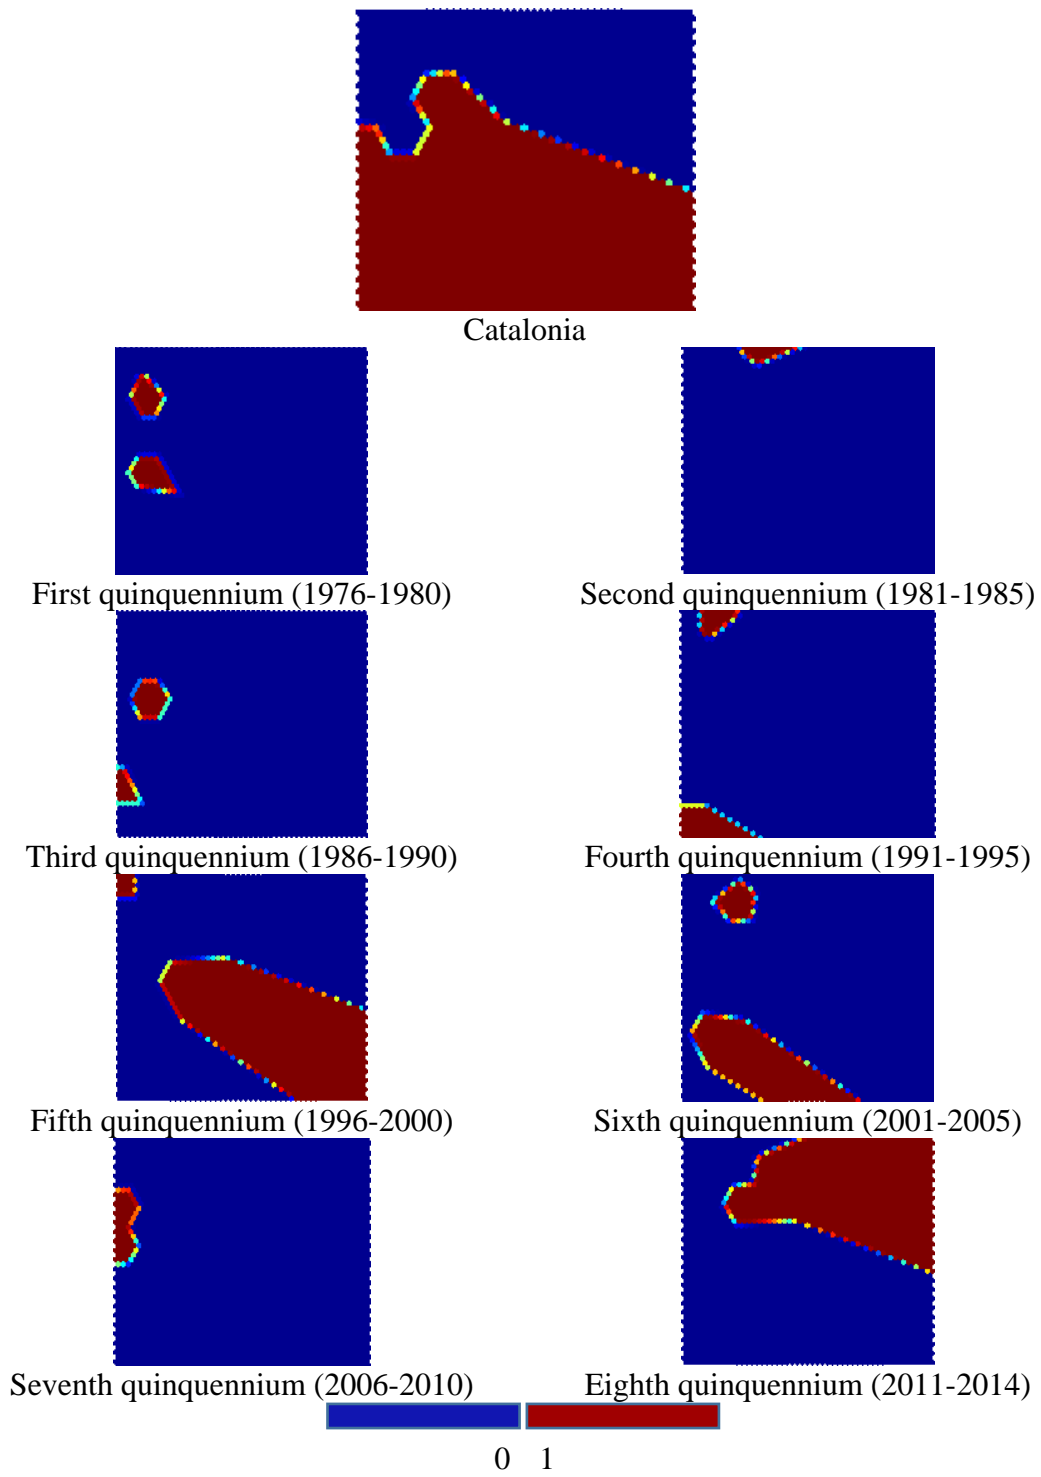 Catalonia
First quinquennium (1976-1980)
Second quinquennium (1981-1985)
Third quinquennium (1986-1990)
Fourth quinquennium (1991-1995)
Fifth quinquennium (1996-2000)
Sixth quinquennium (2001-2005)
Seventh quinquennium (2006-2010)
Eighth quinquennium (2011-2014)
0 1